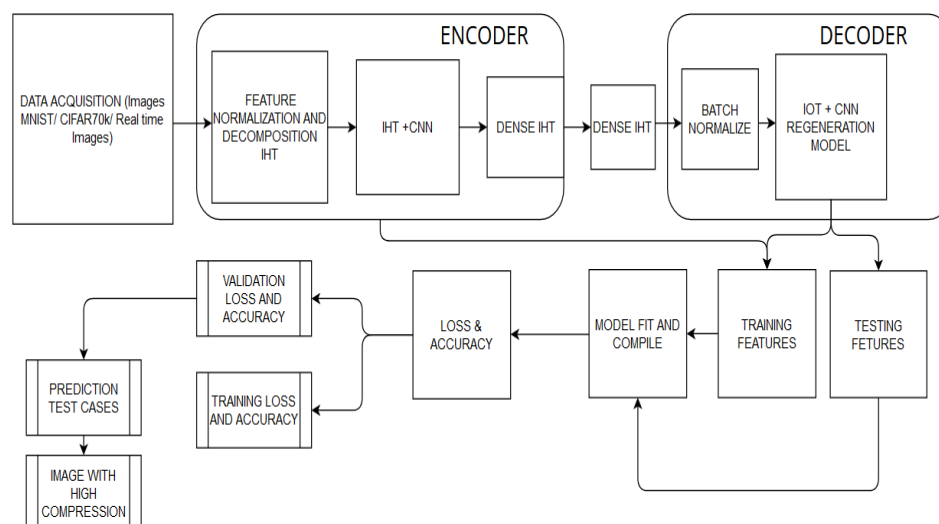 ENCODER
DECODER
DATA ACQUISITION (Images
MNIST/ CIFAR70k/ Real time
Images)
FEATURE
NORMALIZATION AND
DECOMPOSITION
IHT
IHT +CNN
DENSE IHT
DENSE IHT
BATCH
NORMALIZE
IOT + CNN
REGENERATION
MODEL
VALIDATION
LOSS AND
ACCURACY
LOSS &
ACCURACY
MODEL FIT AND
COMPILE
TRAINING
FEATURES
TESTING
FETURES
PREDICTION
TEST CASES
TRAINING LOSS
AND ACCURACY
IMAGE WITH
HIGH
COMPRESSION